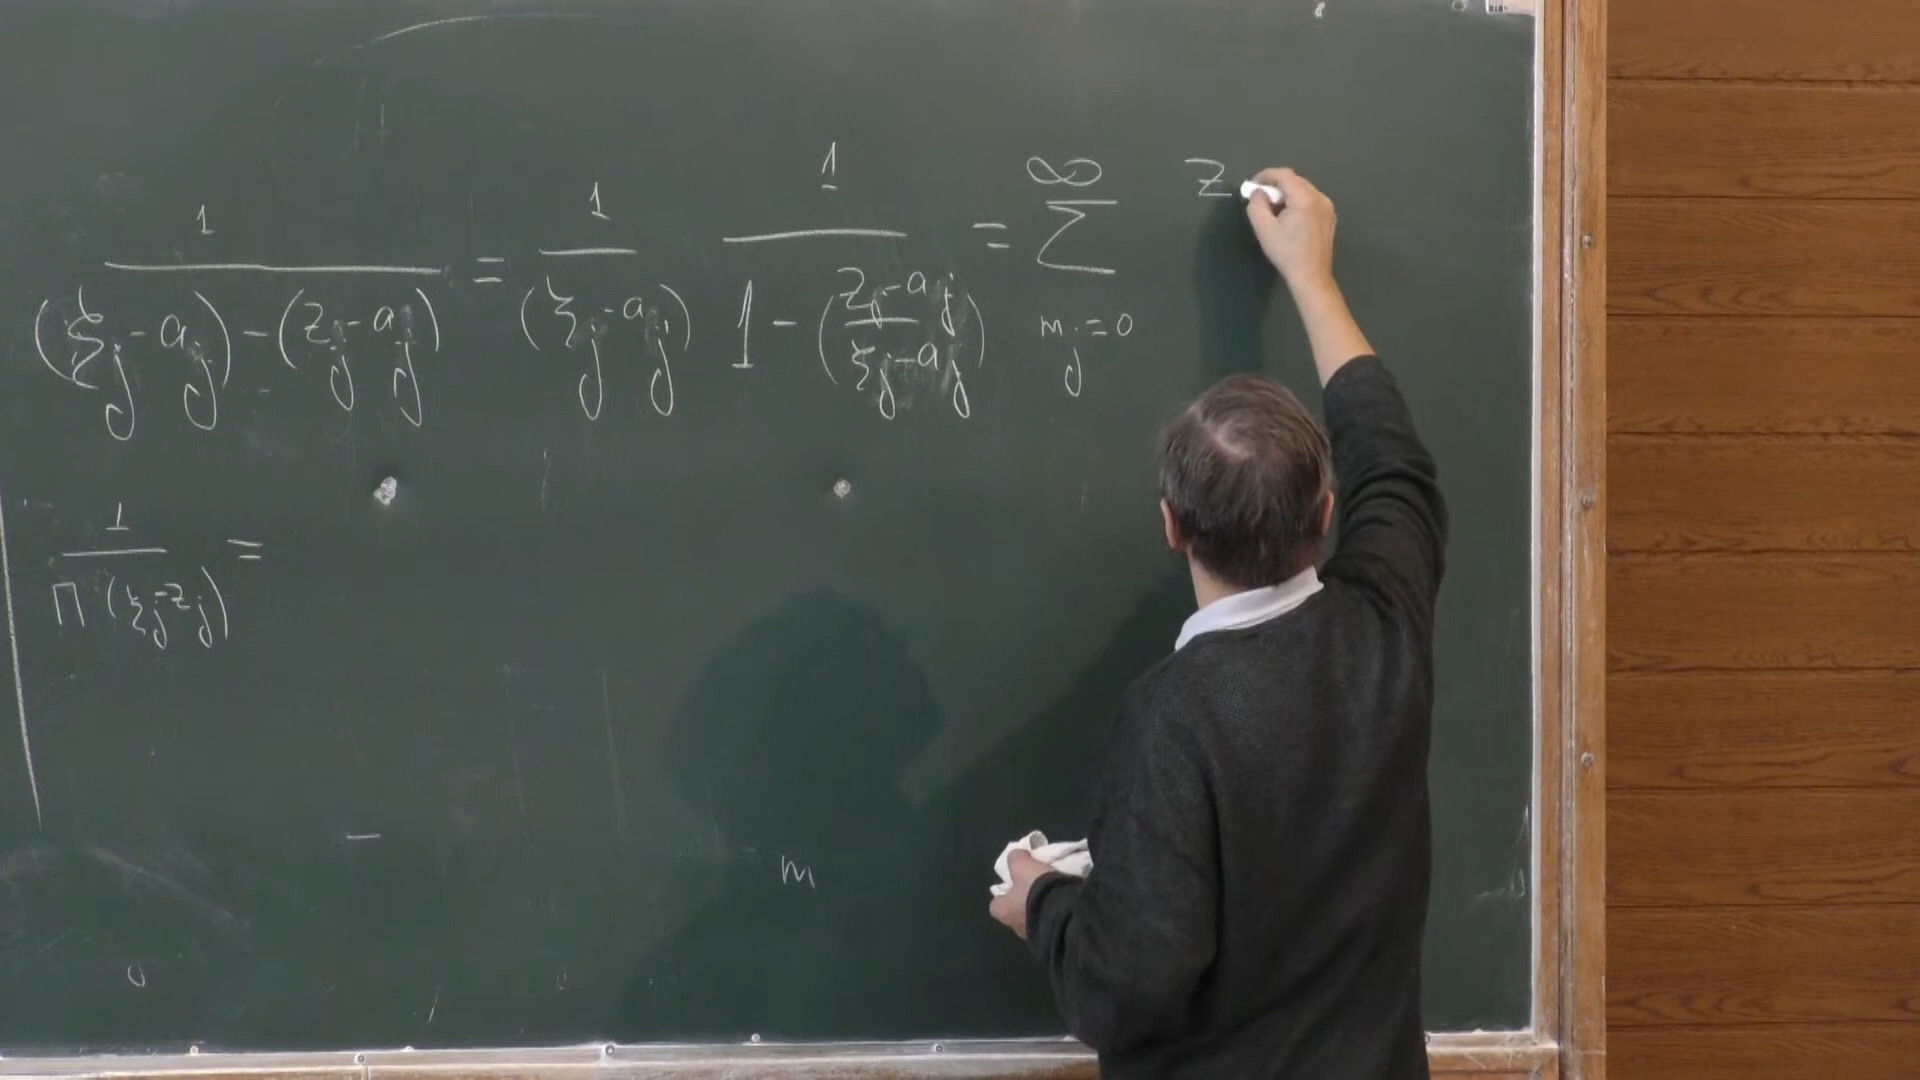 1/((ξ_j - a_j) - (z_j - a_j)) = 1/(ξ_j - a_j) 1/(1 - ((z_j - a_j)/(ξ_j - a_j))) = ∑_{m_j=0}^{∞} z
1/(∏(ξ_j - z_j)) =
m